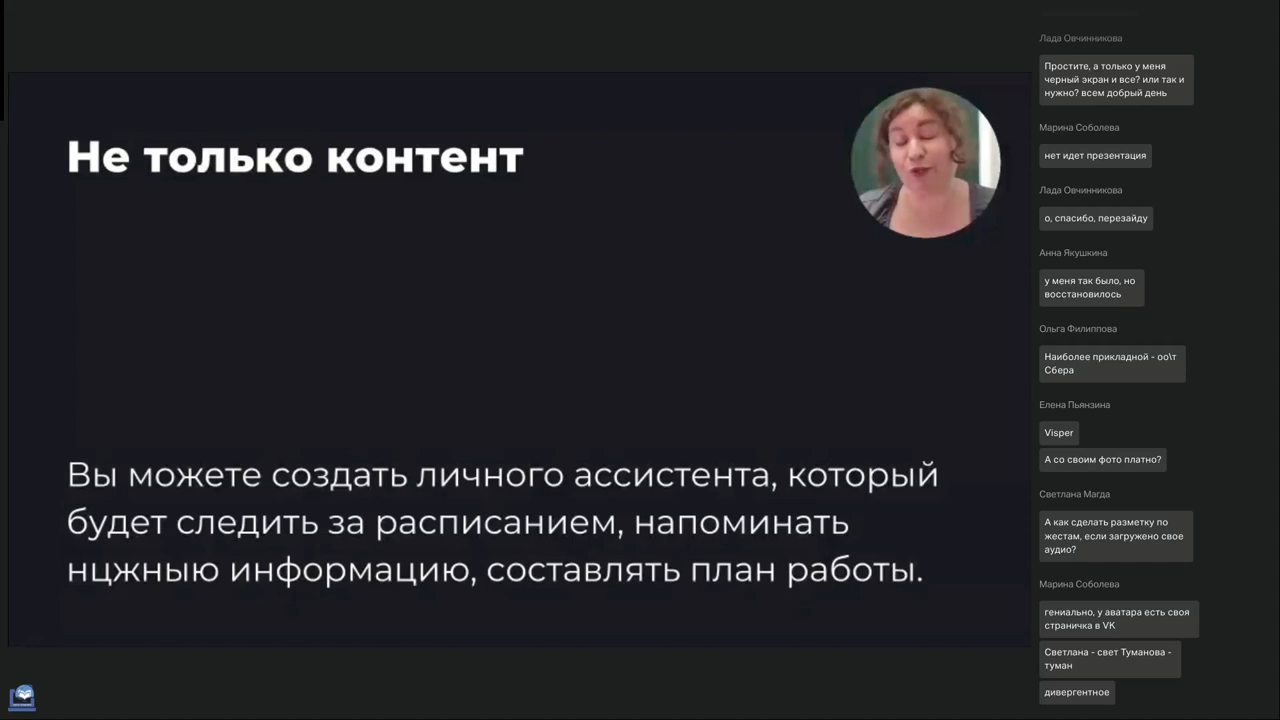 Не только контент
Вы можете создать личного ассистента, который
будет следить за расписанием, напоминать
нцжныю информацию, составлять план работы.
Лада Овчинникова
Простите, а только у меня
черный экран и все? или так и
нужно? всем добрый день
Марина Соболева
нет идет презентация
Лада Овчинникова
о, спасибо, перезайду
Анна Якушкина
у меня так было, но
восстановилось
Ольга Филиппова
Наиболее прикладной - оо\т
Сбера
Елена Пьянзина
Visper
А со своим фото платно?
Светлана Магда
А как сделать разметку по
жестам, если загружено свое
аудио?
Марина Соболева
гениально, у аватара есть своя
страничка в VK
Светлана - свет Туманова -
туман
дивергентное